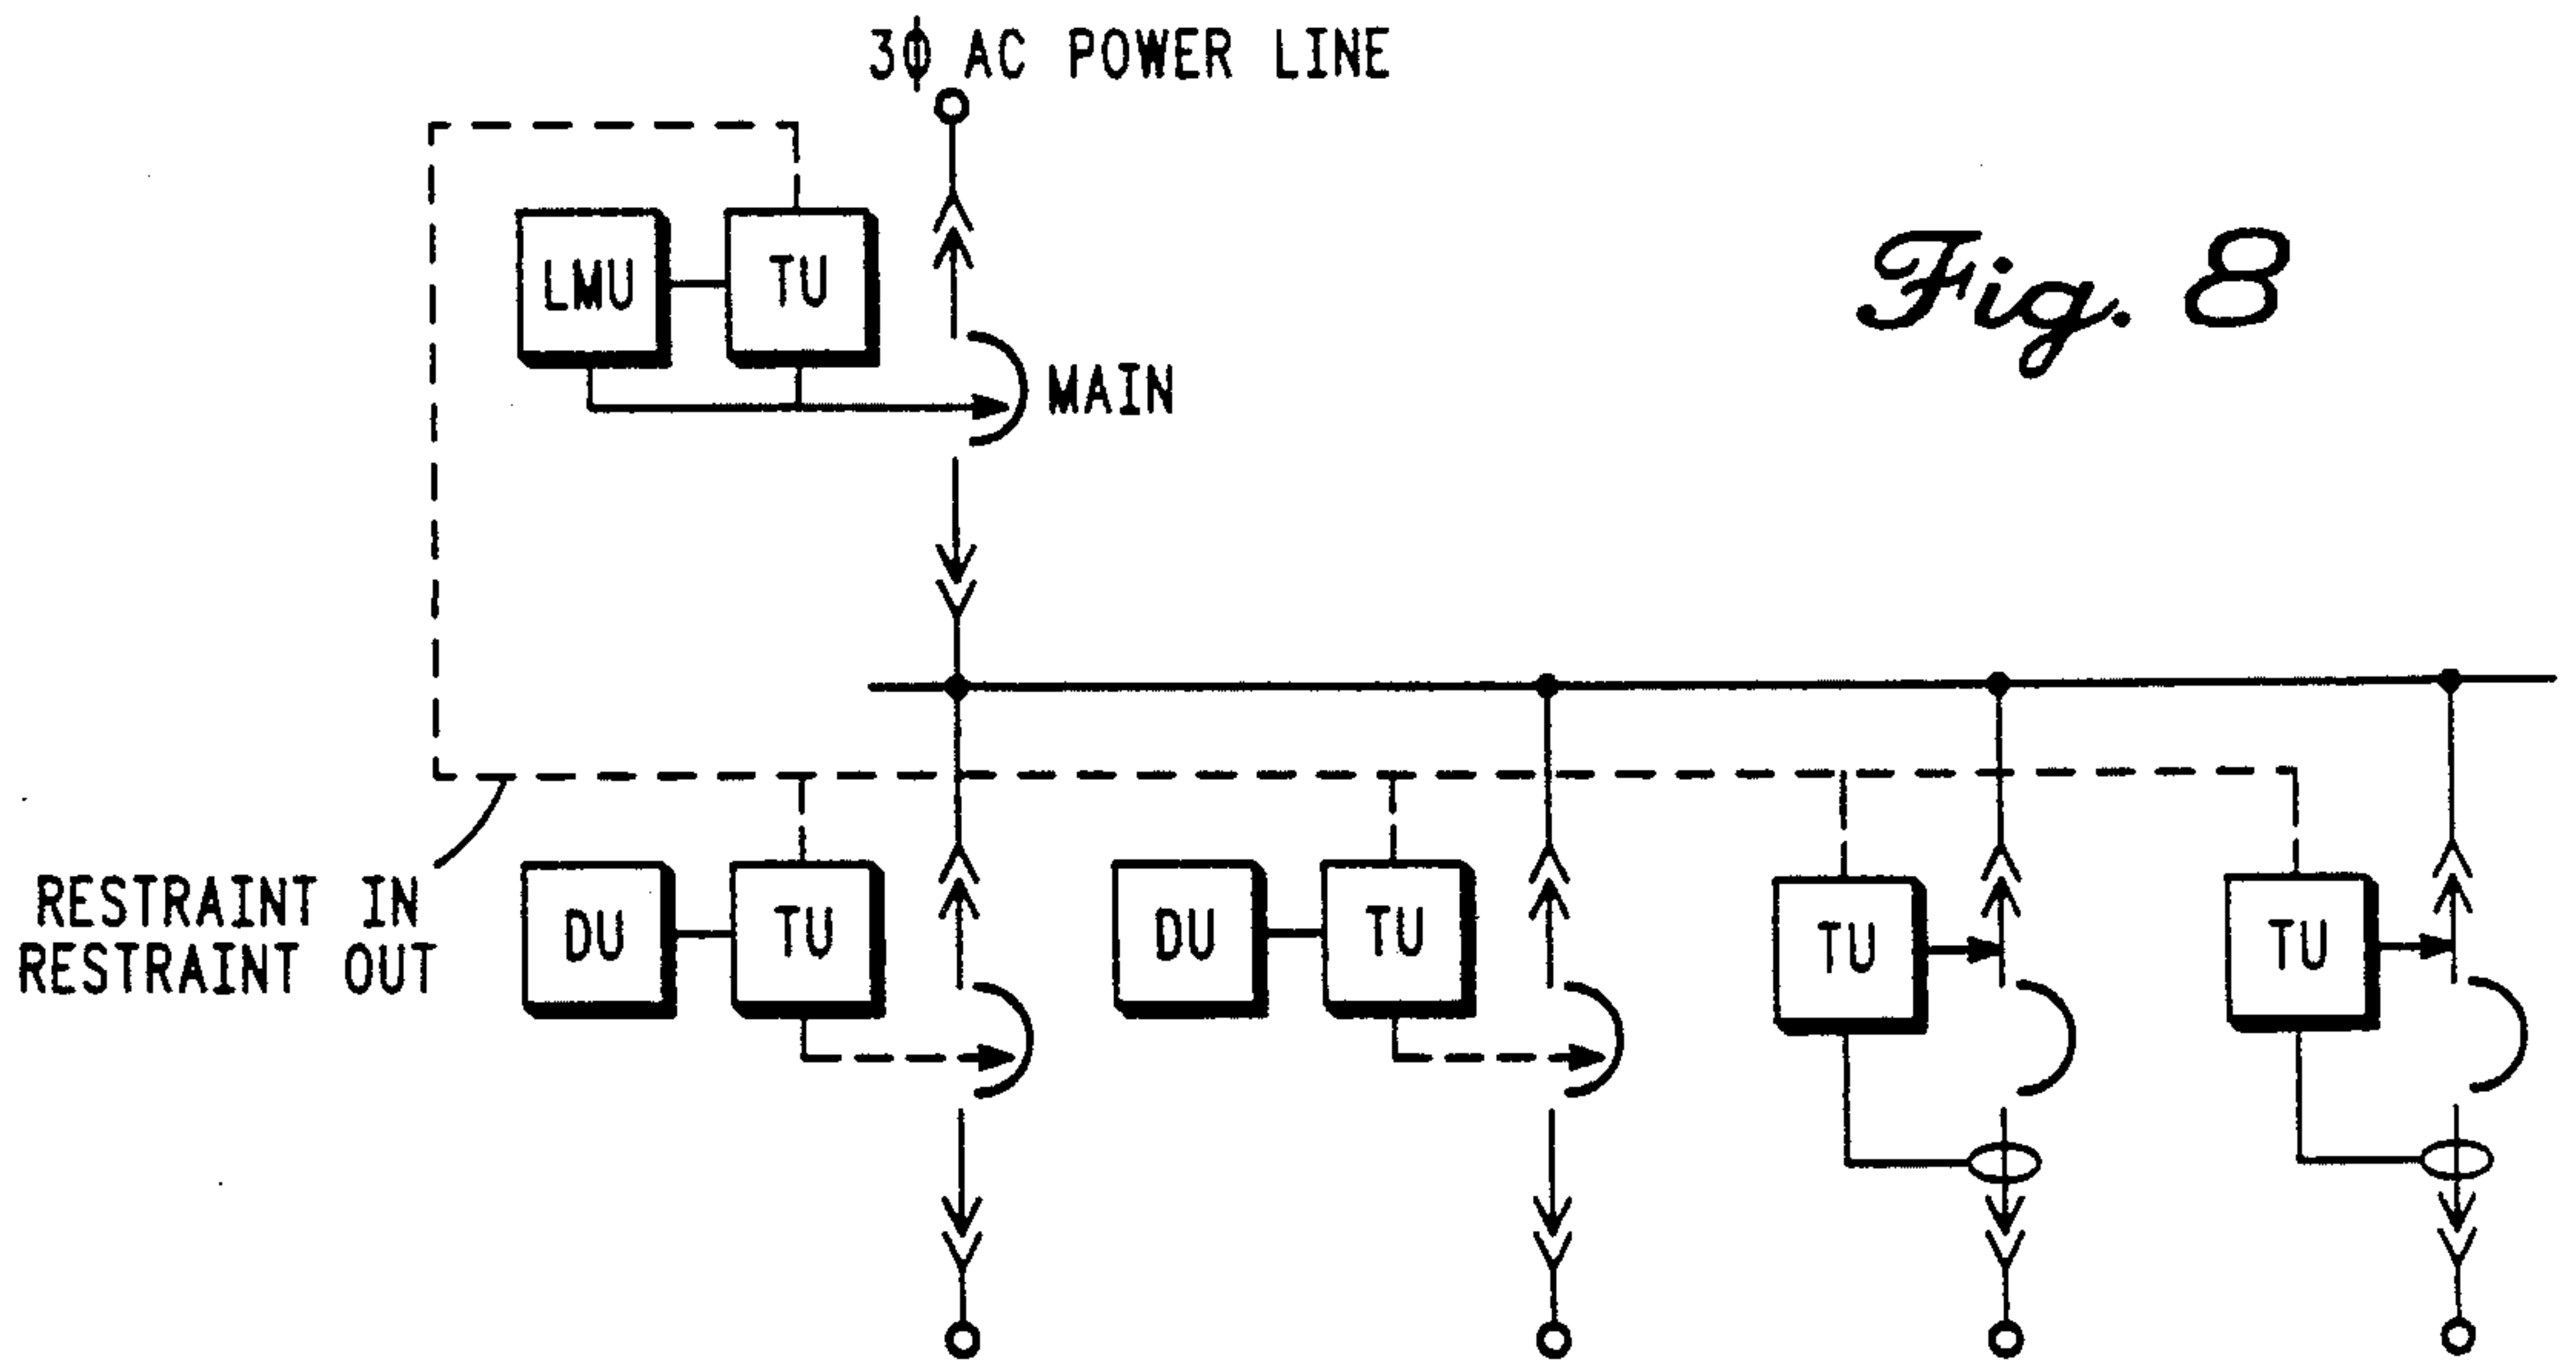 3ϕ AC POWER LINE
Fig. 8
LMU TU
MAIN
RESTRAINT IN
RESTRAINT OUT
DU TU DU TU TU TU